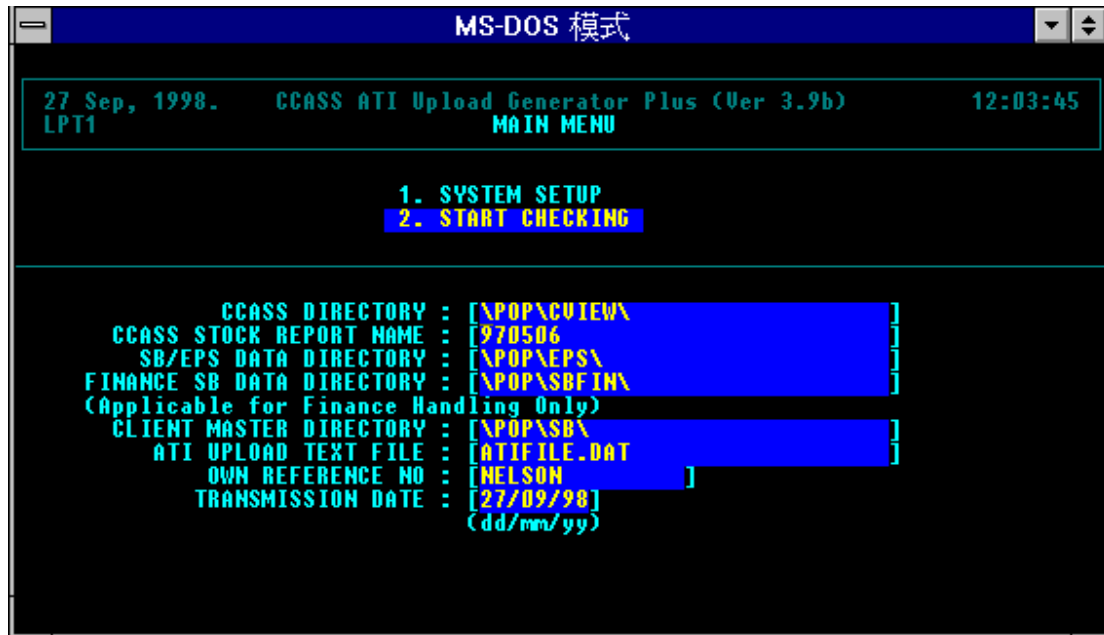 MS-DOS 模式
27 Sep, 1998. CCASS ATI Upload Generator Plus (Ver 3.9b) 12:03:45
LPT1 MAIN MENU
1. SYSTEM SETUP
2. START CHECKING
CCASS DIRECTORY : [\POP\CVIEW\ ]
CCASS STOCK REPORT NAME : [970506 ]
SB/EPS DATA DIRECTORY : [\POP\EPS\ ]
FINANCE SB DATA DIRECTORY : [\POP\SBFIN\ ]
(Applicable for Finance Handling Only)
CLIENT MASTER DIRECTORY : [\POP\SB\ ]
ATI UPLOAD TEXT FILE : [ATIFILE.DAT ]
OWN REFERENCE NO : [NELSON ]
TRANSMISSION DATE : [27/09/98]
(dd/mm/yy)